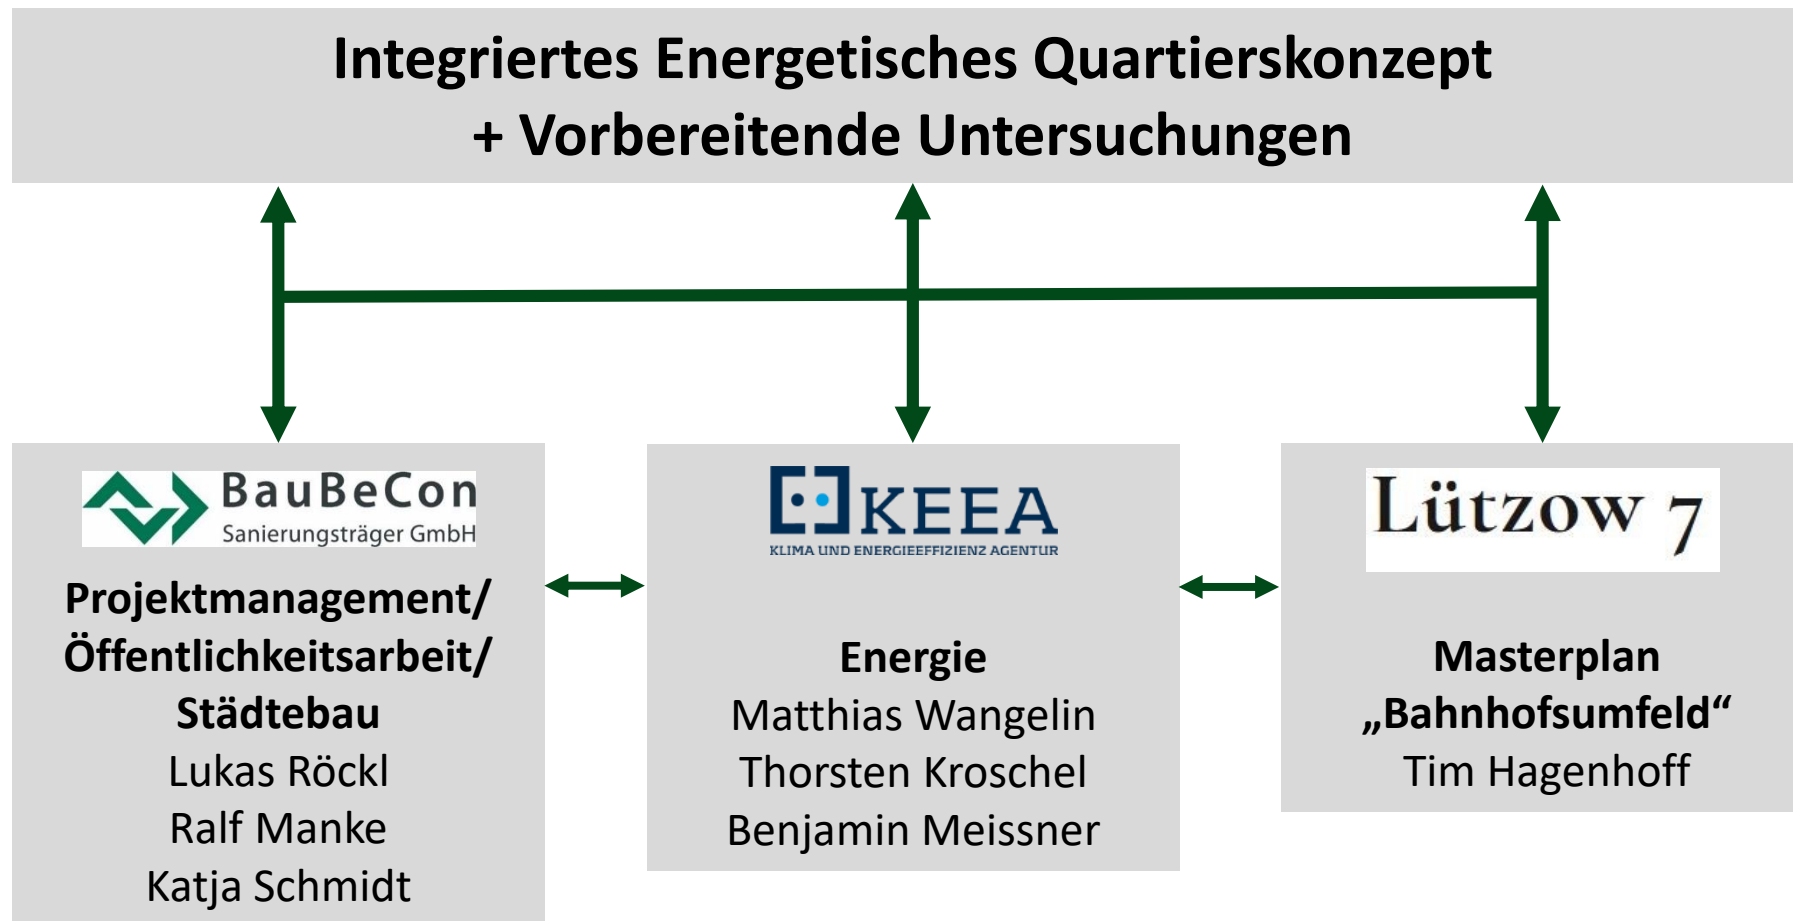 Integriertes Energetisches Quartierskonzept
+ Vorbereitende Untersuchungen
BauBeCon
Sanierungsträger GmbH
Projektmanagement/
Öffentlichkeitsarbeit/
Städtebau
Lukas Röckl
Ralf Manke
Katja Schmidt
KEEA
KLIMA UND ENERGIEEFFIZIENZ AGENTUR
Energie
Matthias Wangelin
Thorsten Kroschel
Benjamin Meissner
Lützow 7
Masterplan
„Bahnhofsumfeld“
Tim Hagenhoff